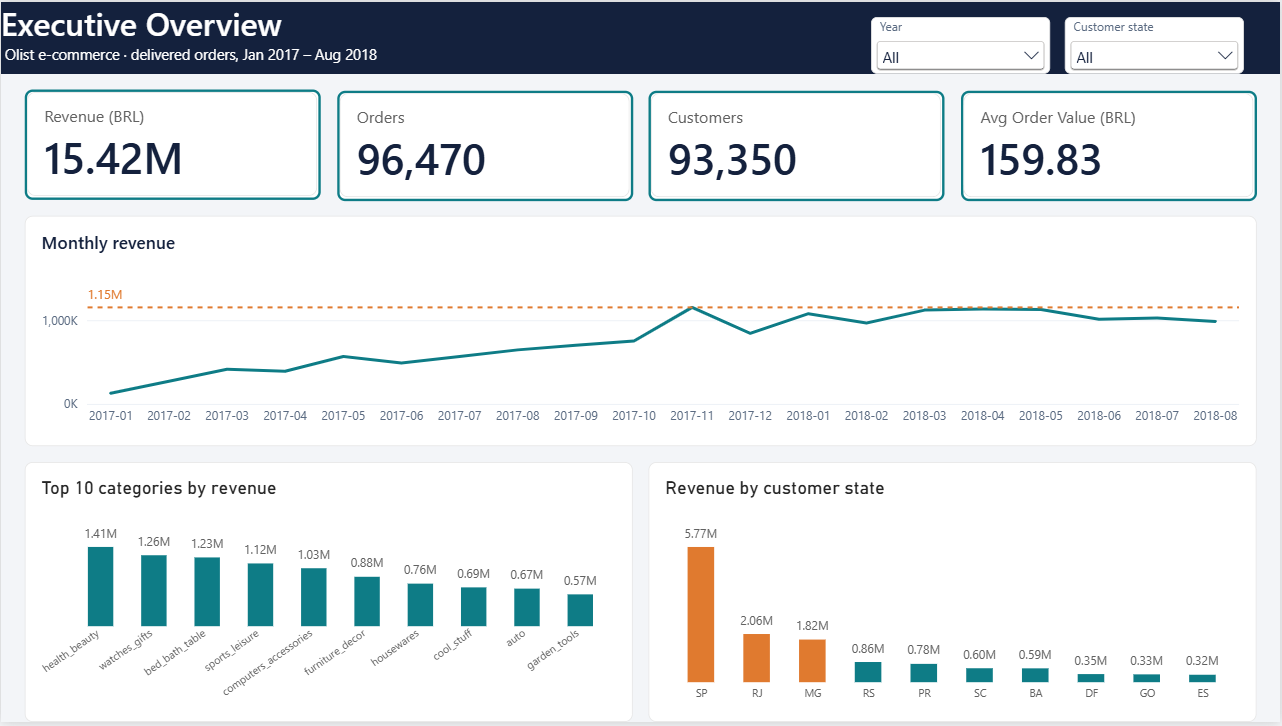 Executive Overview
Olist e-commerce · delivered orders, Jan 2017 – Aug 2018
Year
All
Customer state
All
Revenue (BRL)
15.42M
Orders
96,470
Customers
93,350
Avg Order Value (BRL)
159.83
Monthly revenue
1.15M
1,000K
0K
2017-01 2017-02 2017-03 2017-04 2017-05 2017-06 2017-07 2017-08 2017-09 2017-10 2017-11 2017-12 2018-01 2018-02 2018-03 2018-04 2018-05 2018-06 2018-07 2018-08
Top 10 categories by revenue
1.41M 1.26M 1.23M 1.12M 1.03M 0.88M 0.76M 0.69M 0.67M 0.57M
health_beauty watches_gifts bed_bath_table sports_leisure computers_accessories furniture_decor housewares cool_stuff auto garden_tools
Revenue by customer state
5.77M 2.06M 1.82M 0.86M 0.78M 0.60M 0.59M 0.35M 0.33M 0.32M
SP RJ MG RS PR SC BA DF GO ES